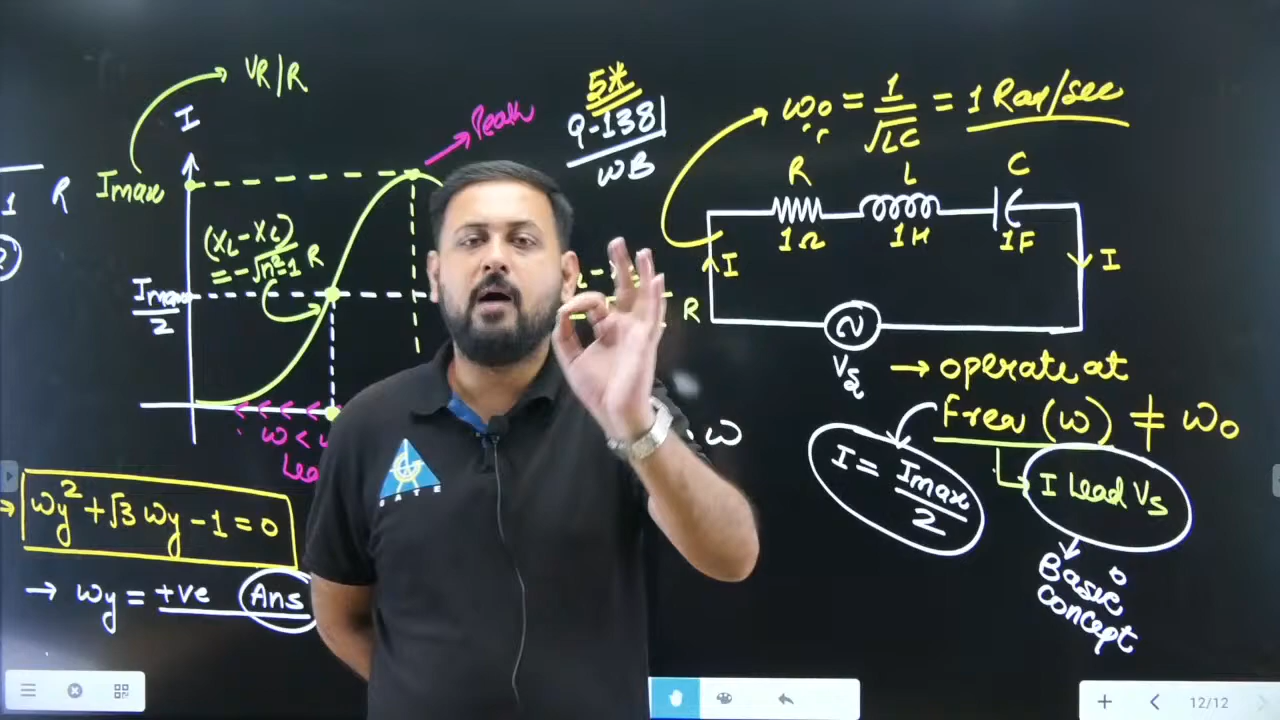 VR/R
I
Imax
Peak
(XL-XC)
= -√n²-1 R
Imax/2
ω <
1 R
R
ωy² + √3 ωy - 1 = 0
→ ωy = +ve Ans
5*
Q-138
WB
ω0 = 1/√LC = 1 Rad/sec
R L C
1Ω 1H 1F
I I
Vs
→ operate at
Freq (ω) ≠ ω0
ω
I = Imax/2
I Lead Vs
Basic
concept
GATE
12/12